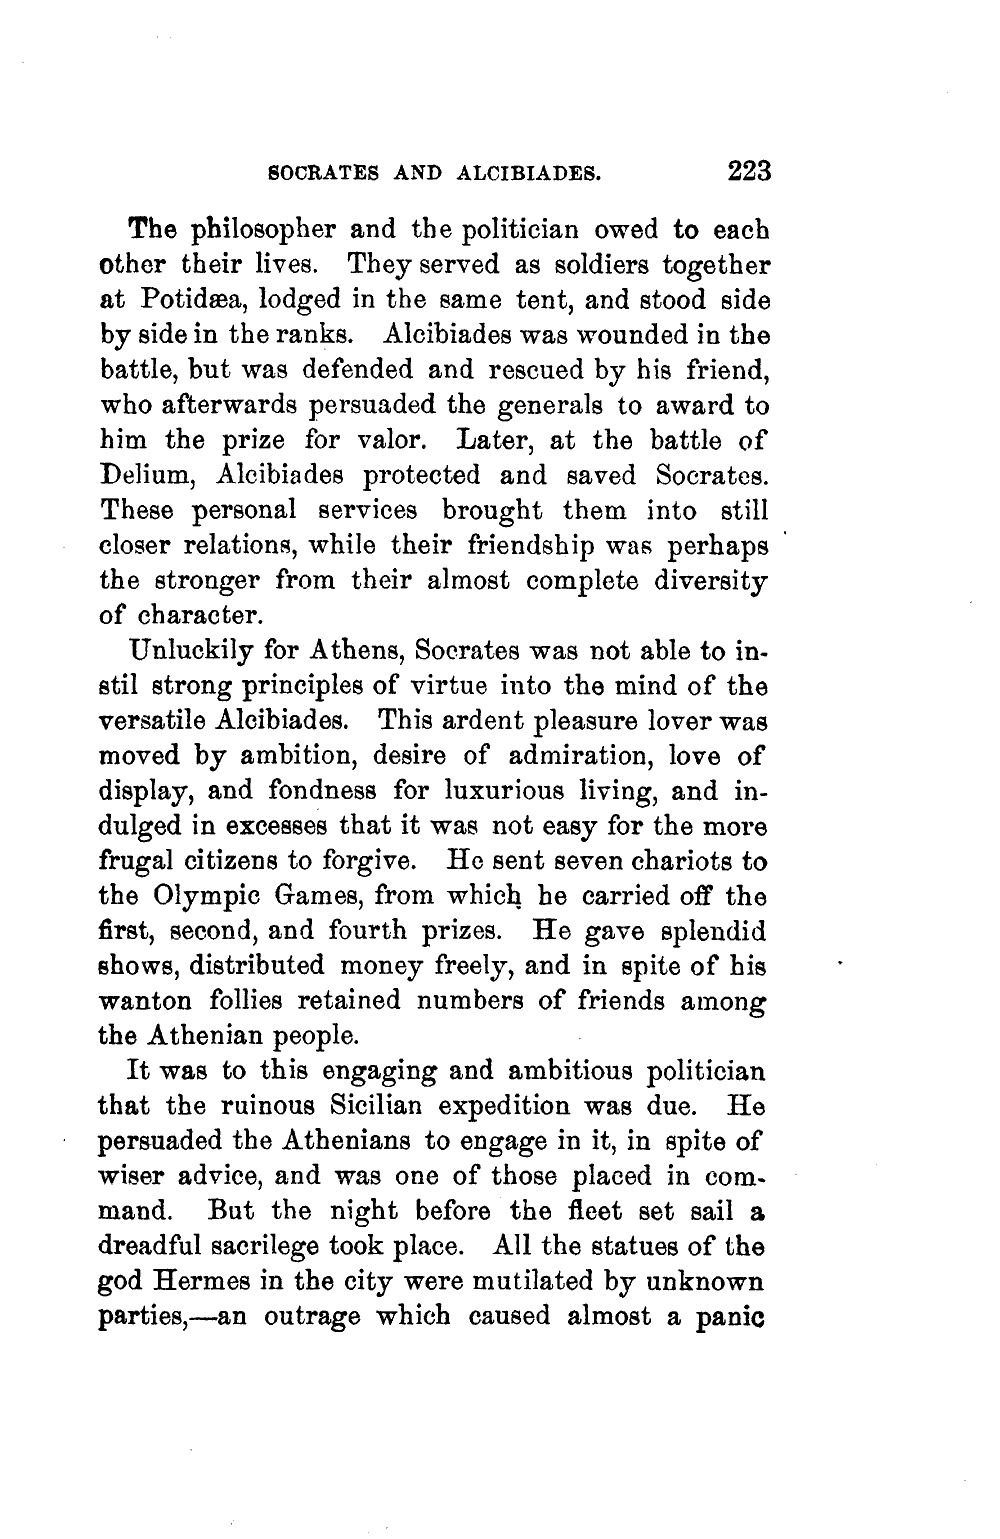 SOCRATES AND ALCIBIADES. 223
The philosopher and the politician owed to each
other their lives. They served as soldiers together
at Potidæa, lodged in the same tent, and stood side
by side in the ranks. Alcibiades was wounded in the
battle, but was defended and rescued by his friend,
who afterwards persuaded the generals to award to
him the prize for valor. Later, at the battle of
Delium, Alcibiades protected and saved Socrates.
These personal services brought them into still
closer relations, while their friendship was perhaps
the stronger from their almost complete diversity
of character.
Unluckily for Athens, Socrates was not able to in-
stil strong principles of virtue into the mind of the
versatile Alcibiades. This ardent pleasure lover was
moved by ambition, desire of admiration, love of
display, and fondness for luxurious living, and in-
dulged in excesses that it was not easy for the more
frugal citizens to forgive. He sent seven chariots to
the Olympic Games, from which he carried off the
first, second, and fourth prizes. He gave splendid
shows, distributed money freely, and in spite of his
wanton follies retained numbers of friends among
the Athenian people.
It was to this engaging and ambitious politician
that the ruinous Sicilian expedition was due. He
persuaded the Athenians to engage in it, in spite of
wiser advice, and was one of those placed in com-
mand. But the night before the fleet set sail a
dreadful sacrilege took place. All the statues of the
god Hermes in the city were mutilated by unknown
parties,—an outrage which caused almost a panic